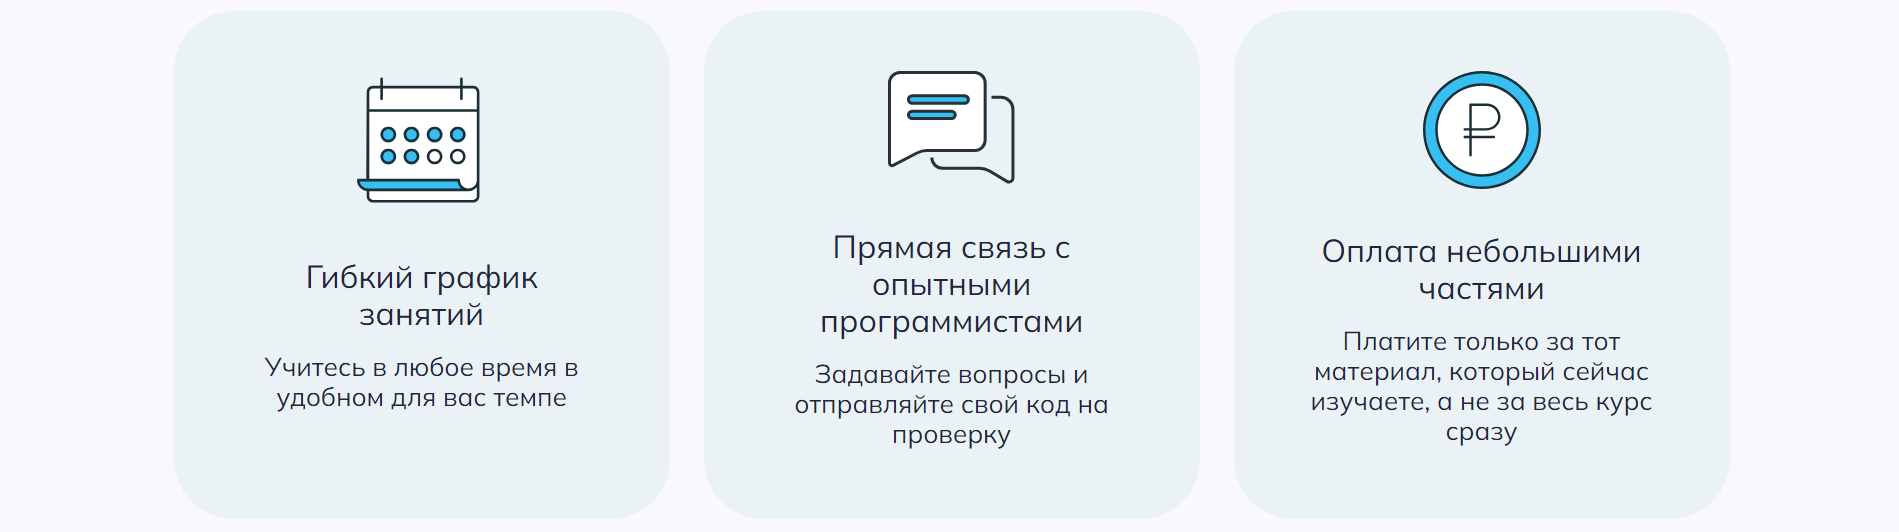 Гибкий график
занятий
Учитесь в любое время в
удобном для вас темпе
Прямая связь с
опытными
программистами
Задавайте вопросы и
отправляйте свой код на
проверку
Оплата небольшими
частями
Платите только за тот
материал, который сейчас
изучаете, а не за весь курс
сразу